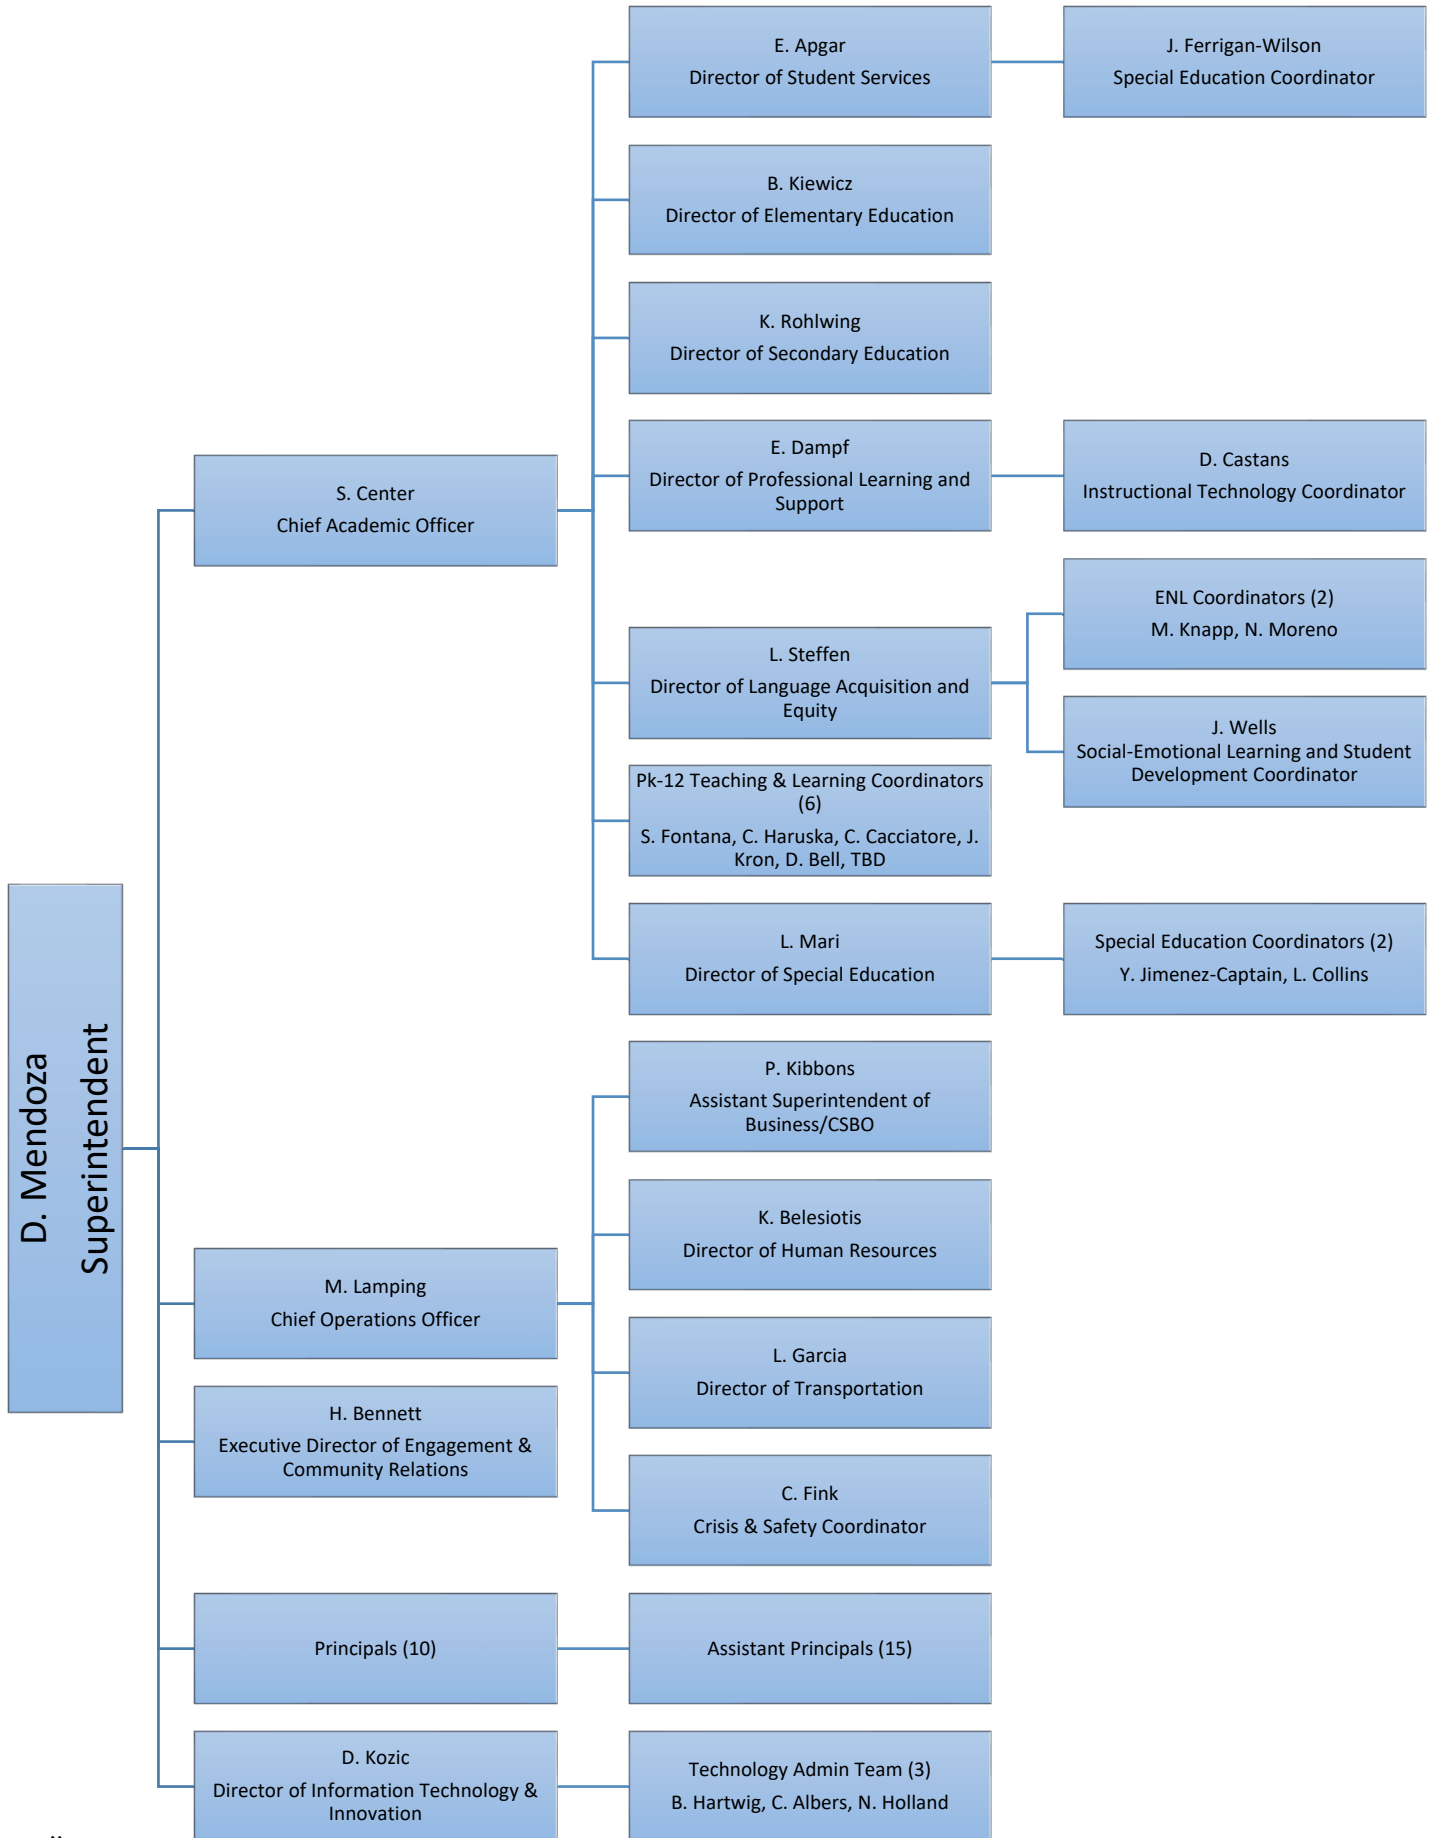 E. Apgar
Director of Student Services
J. Ferrigan-Wilson
Special Education Coordinator
B. Kiewicz
Director of Elementary Education
K. Rohlwing
Director of Secondary Education
E. Dampf
Director of Professional Learning and
Support
D. Castans
Instructional Technology Coordinator
S. Center
Chief Academic Officer
ENL Coordinators (2)
M. Knapp, N. Moreno
L. Steffen
Director of Language Acquisition and
Equity
J. Wells
Social-Emotional Learning and Student
Development Coordinator
Pk-12 Teaching & Learning Coordinators
(6)
S. Fontana, C. Haruska, C. Cacciatore, J.
Kron, D. Bell, TBD
L. Mari
Director of Special Education
Special Education Coordinators (2)
Y. Jimenez-Captain, L. Collins
D. Mendoza
Superintendent
P. Kibbons
Assistant Superintendent of
Business/CSBO
K. Belesiotis
Director of Human Resources
M. Lamping
Chief Operations Officer
L. Garcia
Director of Transportation
H. Bennett
Executive Director of Engagement &
Community Relations
C. Fink
Crisis & Safety Coordinator
Principals (10)
Assistant Principals (15)
D. Kozic
Director of Information Technology &
Innovation
Technology Admin Team (3)
B. Hartwig, C. Albers, N. Holland